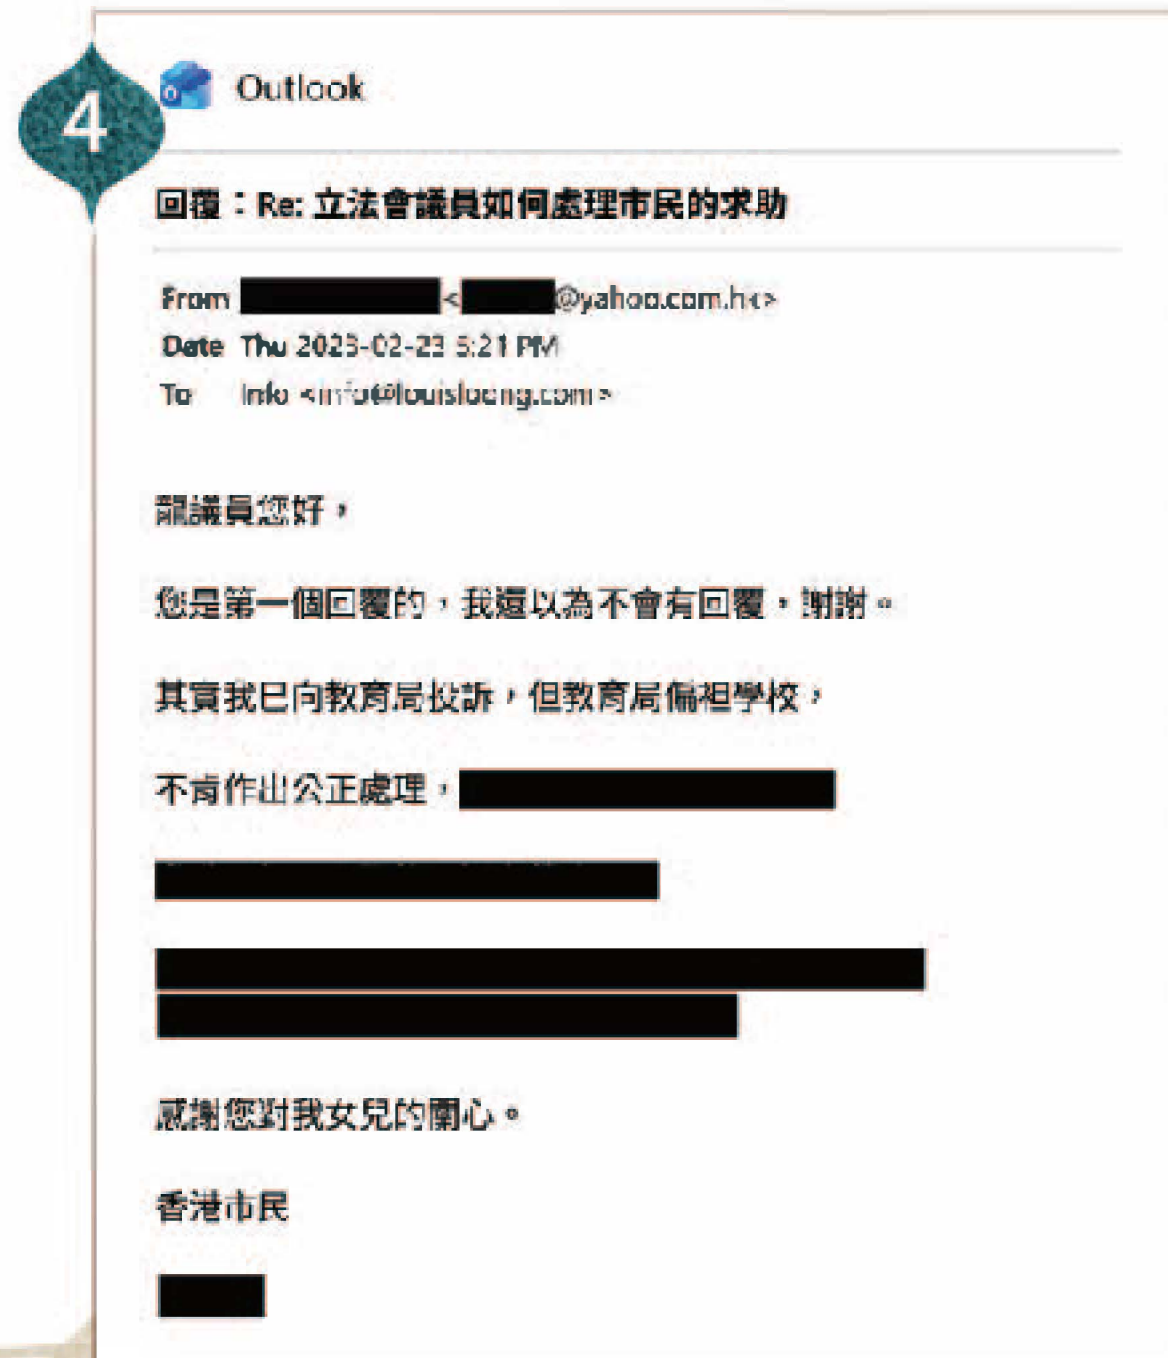 4
Outlook
回覆：Re: 立法會議員如何處理市民的求助
From < @yahoo.com.hk>
Date Thu 2023-02-23 5:21 PM
To Info <info@louisloong.com>
龍議員您好，
您是第一個回覆的，我還以為不會有回覆，謝謝。
其實我已向教育局投訴，但教育局偏袒學校，
不肯作出公正處理，
感謝您對我女兒的關心。
香港市民